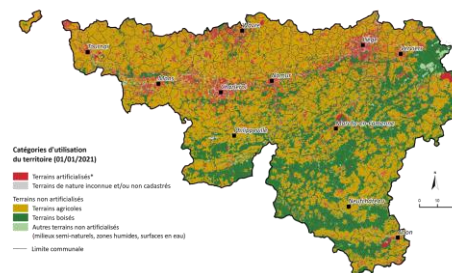 Wavre
Tournai
Liège
Verviers
Mons
Namur
Charleroi
Marche-en-Famenne
Philippeville
Neufchâteau
Arlon
Catégories d'utilisation
du territoire (01/01/2021)
Terrains artificialisés*
Terrains de nature inconnue et/ou non cadastrés
Terrains non artificialisés
Terrains agricoles
Terrains boisés
Autres terrains non artificialisés
(milieux semi-naturels, zones humides, surfaces en eau)
Limite communale